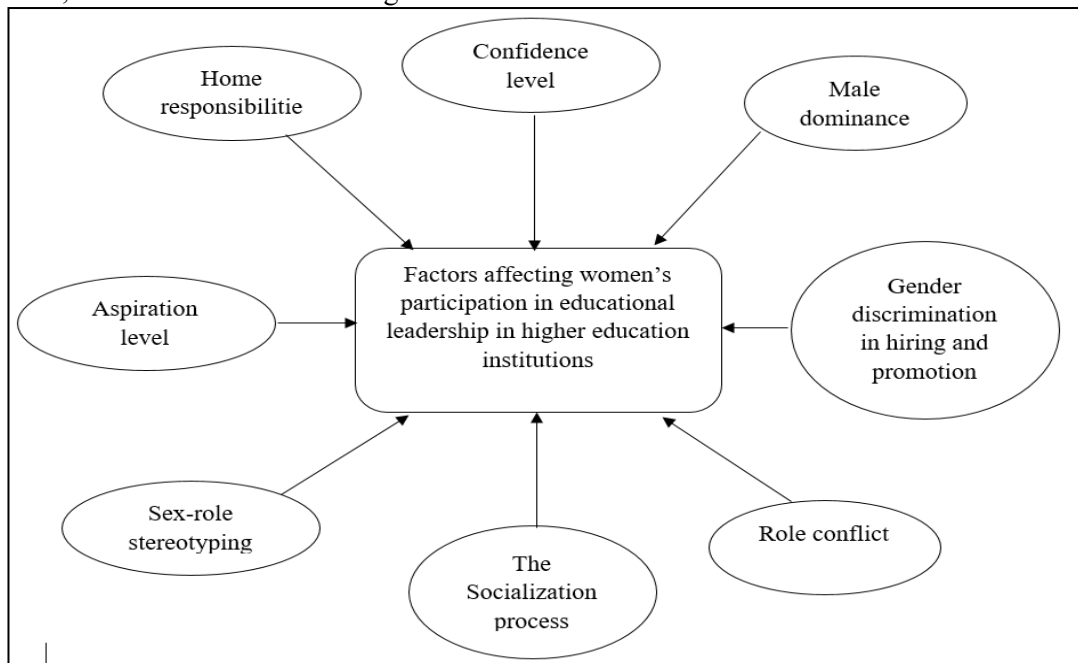 Confidence
level
Home
responsibilitie
Male
dominance
Factors affecting women's
participation in educational
leadership in higher education
institutions
Gender
discrimination
in hiring and
promotion
Aspiration
level
Sex-role
stereotyping
The
Socialization
process
Role conflict